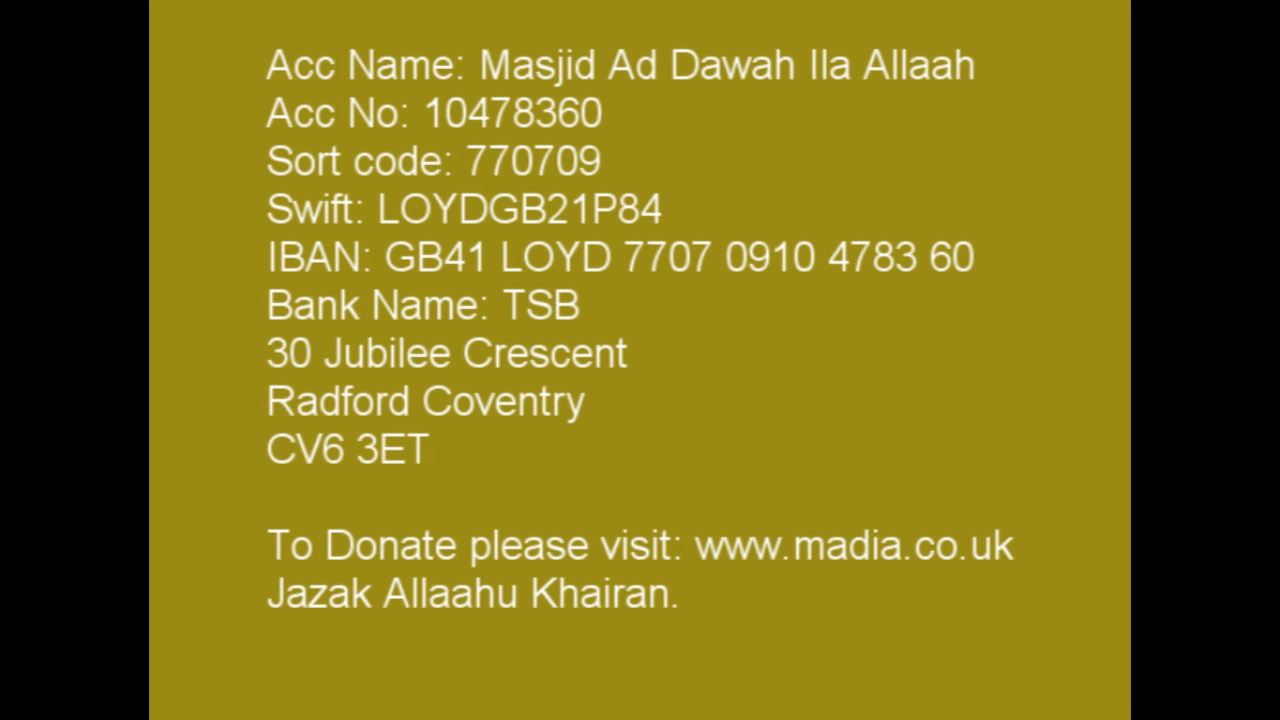 Acc Name: Masjid Ad Dawah Ila Allaah
Acc No: 10478360
Sort code: 770709
Swift: LOYDGB21P84
IBAN: GB41 LOYD 7707 0910 4783 60
Bank Name: TSB
30 Jubilee Crescent
Radford Coventry
CV6 3ET
To Donate please visit: www.madia.co.uk
Jazak Allaahu Khairan.